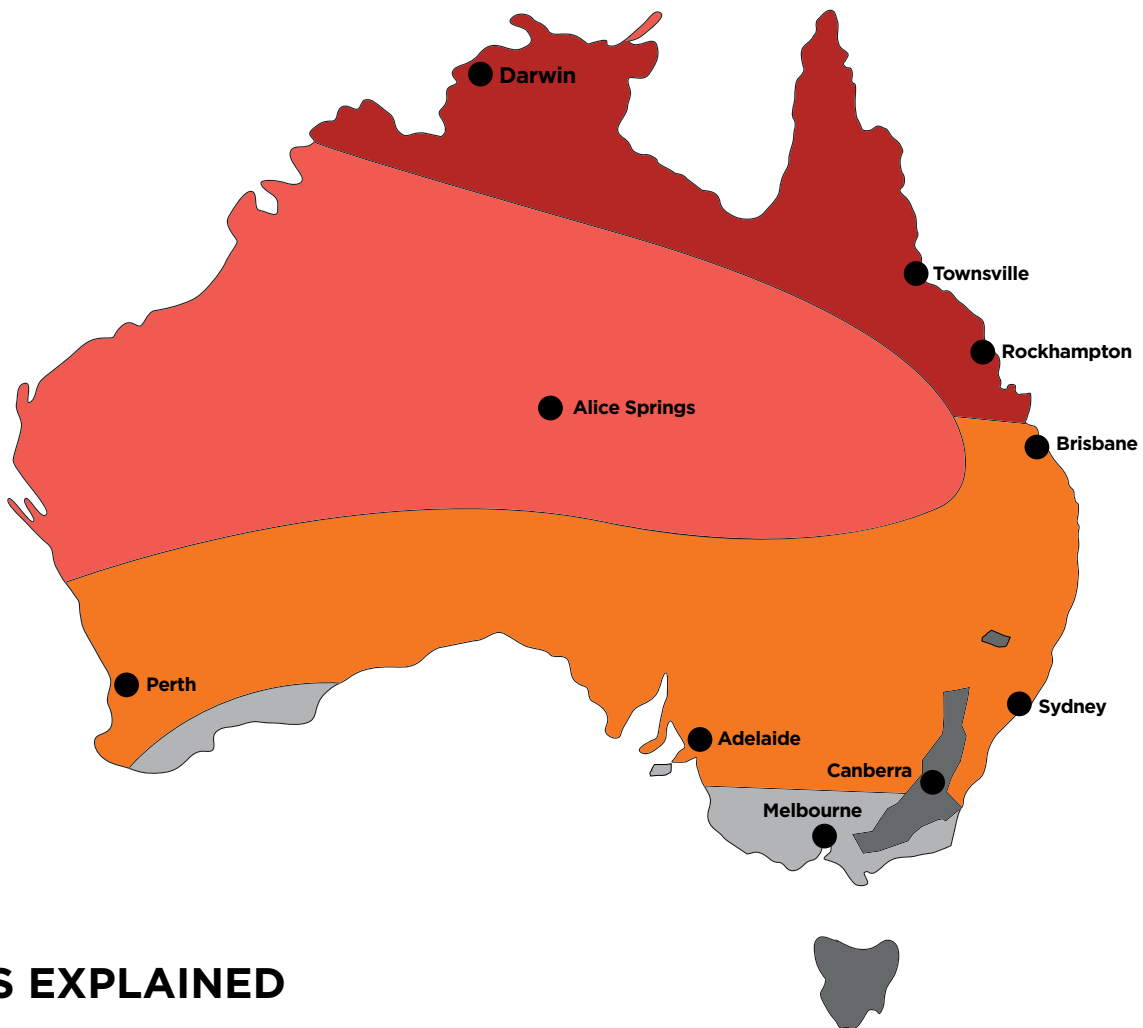 Darwin
Townsville
Rockhampton
Alice Springs
Brisbane
Perth
Sydney
Adelaide
Canberra
Melbourne
S EXPLAINED